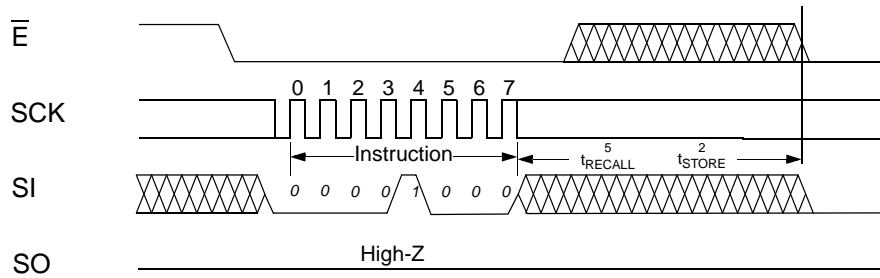 E
SCK
0 1 2 3 4 5 6 7
Instruction
5
tRECALL
2
tSTORE
SI
0 0 0 0 1 0 0 0
High-Z
SO